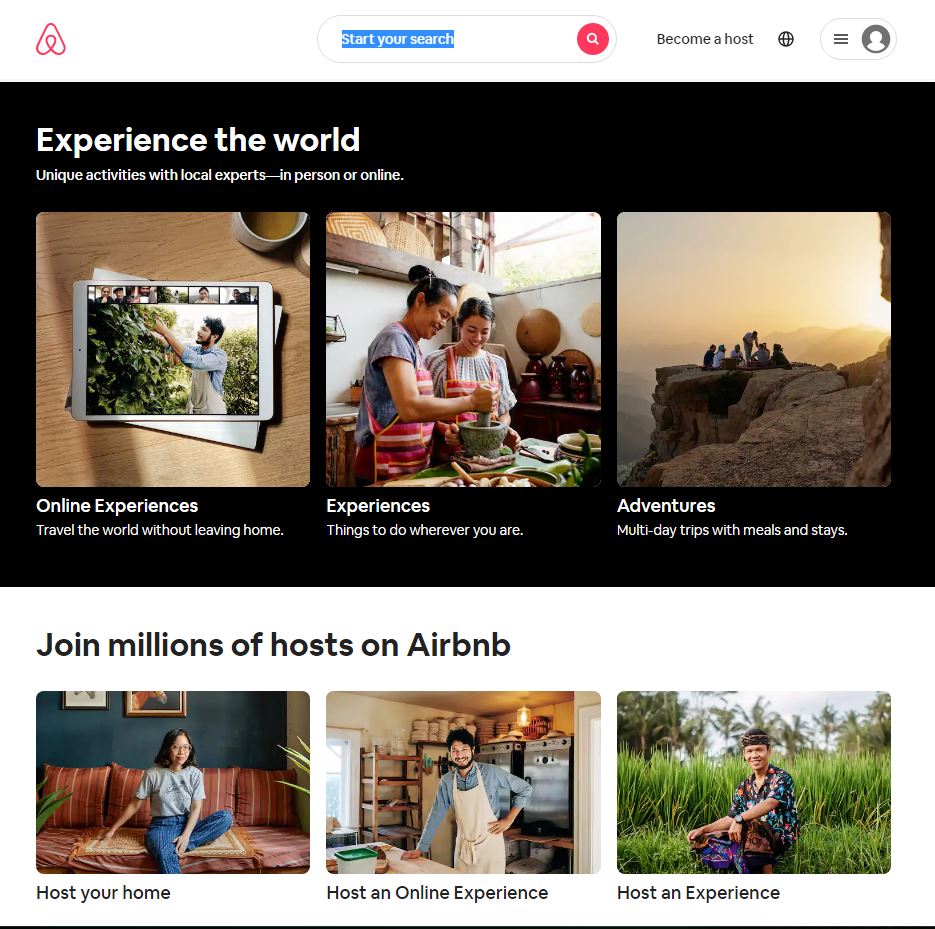 Start your search
Become a host
Experience the world
Unique activities with local experts—in person or online.
Online Experiences
Travel the world without leaving home.
Experiences
Things to do wherever you are.
Adventures
Multi-day trips with meals and stays.
Join millions of hosts on Airbnb
Host your home
Host an Online Experience
Host an Experience